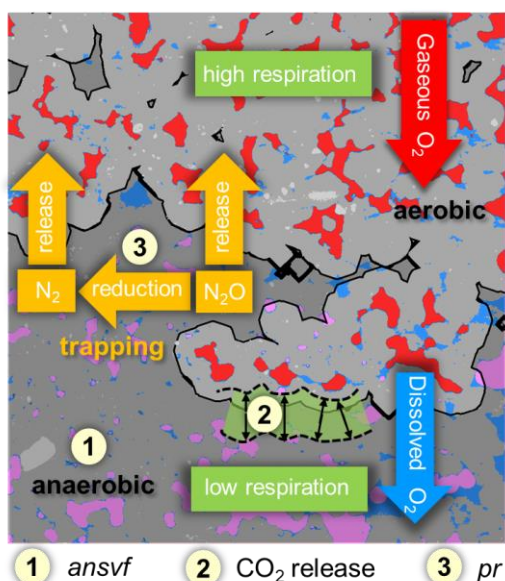 high respiration
Gaseous O₂
aerobic
release
release
3
N₂
reduction
N₂O
trapping
2
Dissolved O₂
1
anaerobic
low respiration
1 ansvf
2 CO₂ release
3 pr